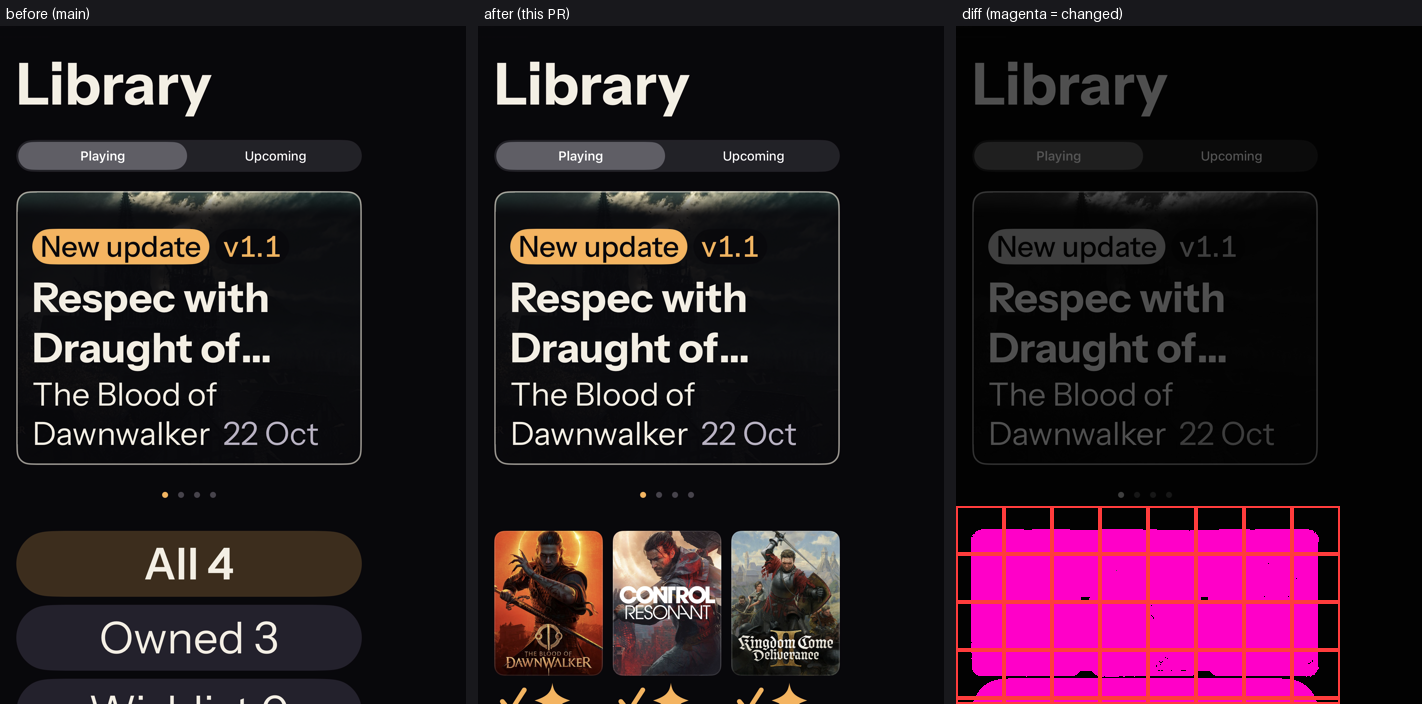 before (main)
after (this PR)
diff (magenta = changed)
Library
Playing
Upcoming
New update v1.1
Respec with
Draught of...
The Blood of
Dawnwalker 22 Oct
All 4
Owned 3
Library
Playing
Upcoming
New update v1.1
Respec with
Draught of...
The Blood of
Dawnwalker 22 Oct
THE BLOOD OF
DAWNWALKER
CONTROL
RESONANT
Kingdom Come
Deliverance
II
Library
Playing
Upcoming
New update v1.1
Respec with
Draught of...
The Blood of
Dawnwalker 22 Oct